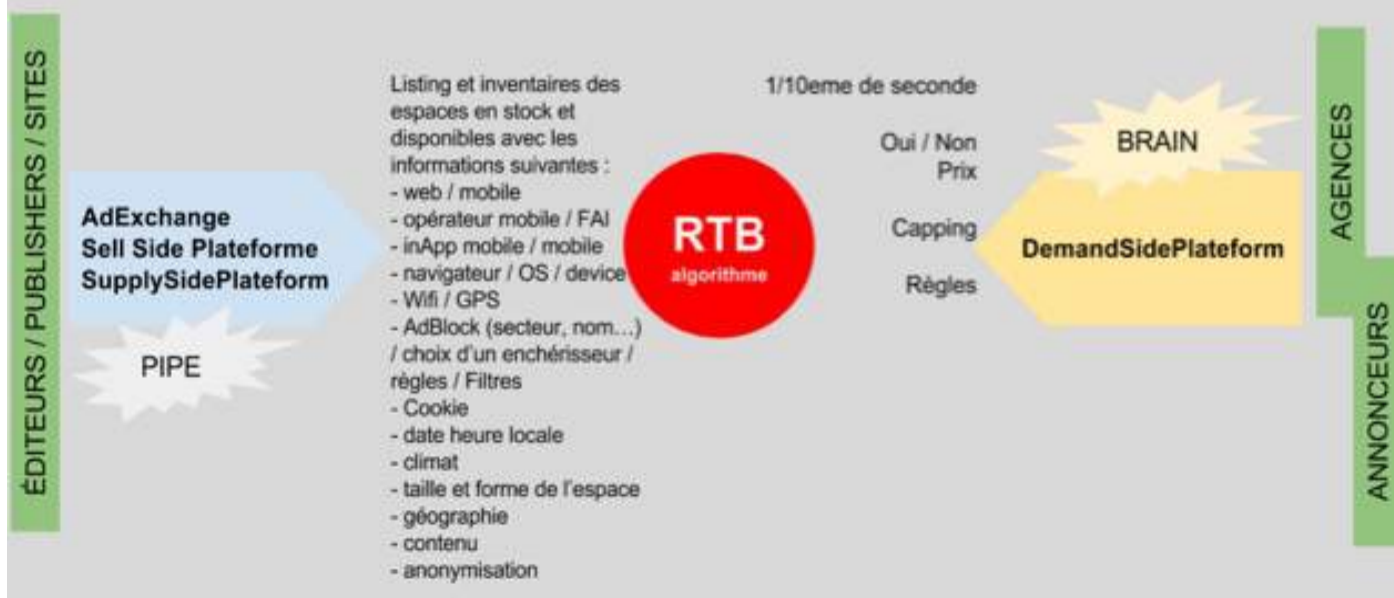 ÉDITEURS / PUBLISHERS / SITES
AdExchange
Sell Side Plateforme
SupplySidePlateform
PIPE
Listing et inventaires des
espaces en stock et
disponibles avec les
informations suivantes :
- web / mobile
- opérateur mobile / FAI
- inApp mobile / mobile
- navigateur / OS / device
- Wifi / GPS
- AdBlock (secteur, nom…)
/ choix d'un enchérisseur /
règles / Filtres
- Cookie
- date heure locale
- climat
- taille et forme de l'espace
- géographie
- contenu
- anonymisation
RTB
algorithme
1/10eme de seconde
Oui / Non
Prix
Capping
Règles
BRAIN
DemandSidePlateform
AGENCES
ANNONCEURS